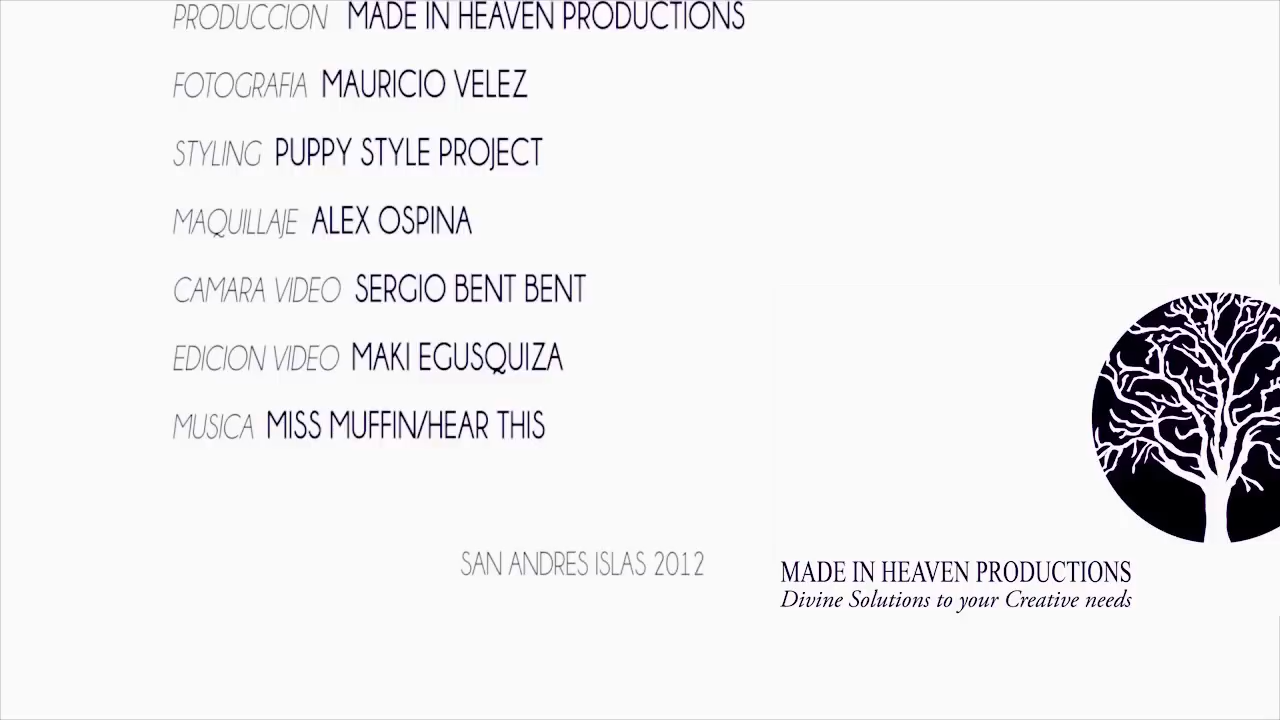 PRODUCCION MADE IN HEAVEN PRODUCTIONS
FOTOGRAFIA MAURICIO VELEZ
STYLING PUPPY STYLE PROJECT
MAQUILLAJE ALEX OSPINA
CAMARA VIDEO SERGIO BENT BENT
EDICION VIDEO MAKI EGUSQUIZA
MUSICA MISS MUFFIN/HEAR THIS
SAN ANDRES ISLAS 2012
MADE IN HEAVEN PRODUCTIONS
Divine Solutions to your Creative needs